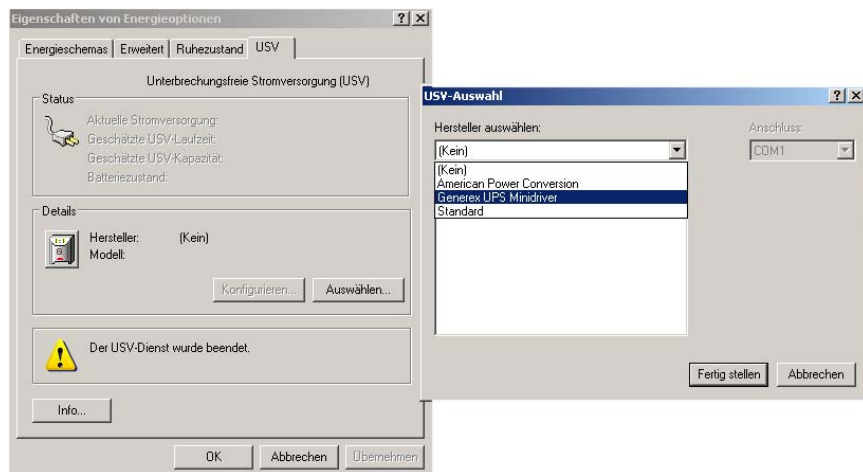 Eigenschaften von Energieoptionen
Energieschemas Erweitert Ruhezustand USV
Unterbrechungsfreie Stromversorgung (USV)
Status
Aktuelle Stromversorgung:
Geschätzte USV-Laufzeit:
Geschätzte USV-Kapazität:
Batteriezustand:
Details
Hersteller: (Kein)
Modell:
Konfigurieren... Auswählen...
Der USV-Dienst wurde beendet.
Info...
OK Abbrechen Übernehmen
USV-Auswahl
Hersteller auswählen: Anschluss:
(Kein) COM1
(Kein)
American Power Conversion
Generex UPS Minidriver
Standard
Fertig stellen Abbrechen